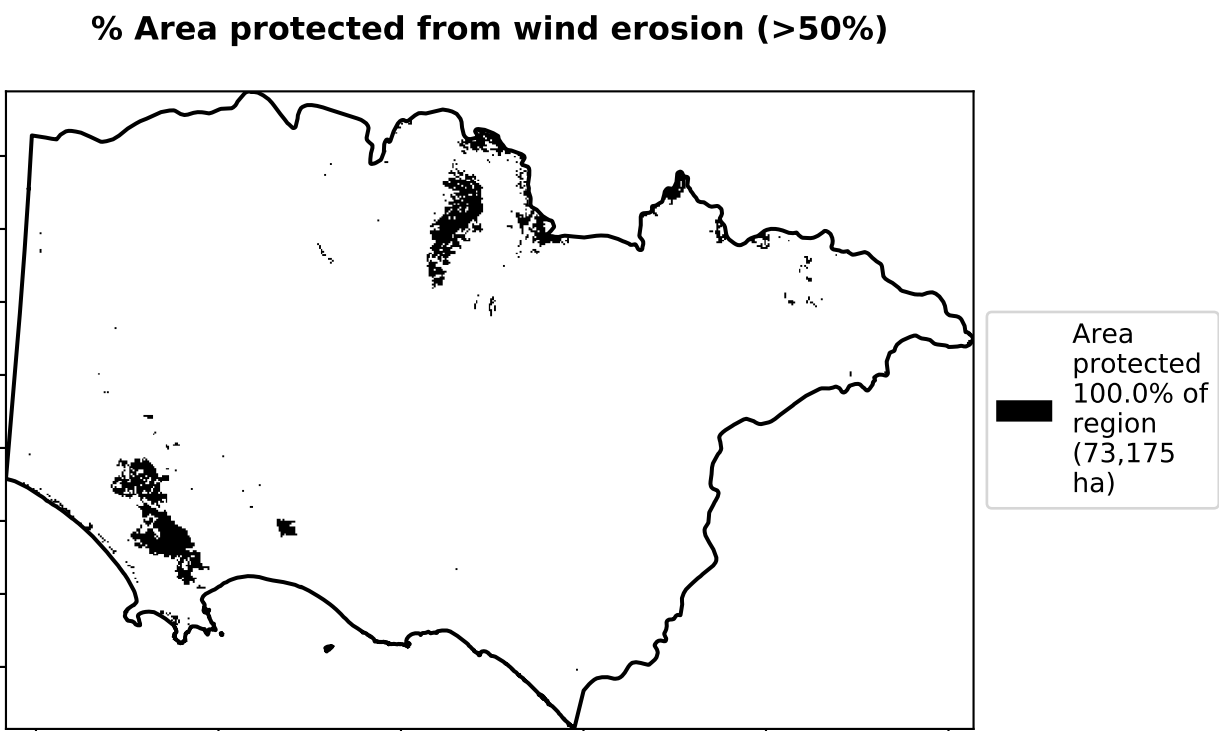 % Area protected from wind erosion (>50%)
Area
protected
100.0% of
region
(73,175
ha)